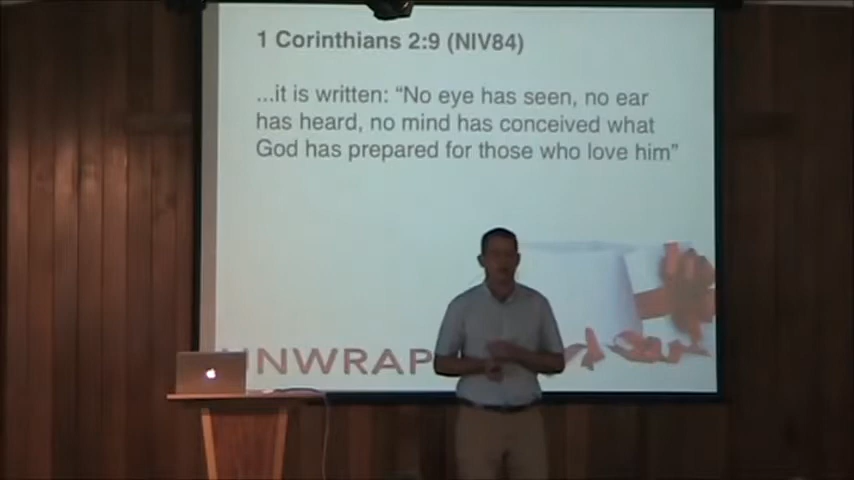 1 Corinthians 2:9 (NIV84)
...it is written: “No eye has seen, no ear
has heard, no mind has conceived what
God has prepared for those who love him”